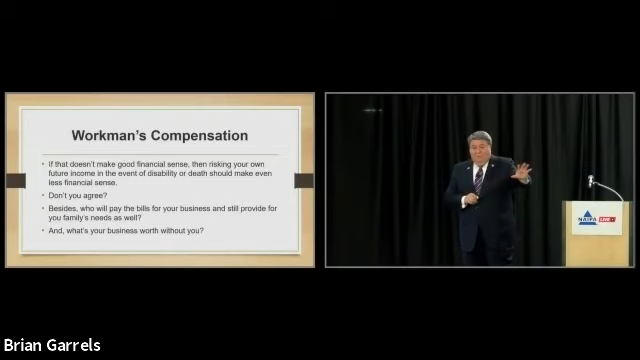 Workman's Compensation
• If that doesn't make good financial sense, then risking your own
future income in the event of disability or death should make even
less financial sense.
• Don't you agree?
• Besides, who will pay the bills for your business and still provide for
you family's needs as well?
• And, what's your business worth without you?
NAIFA LIVE
Brian Garrels